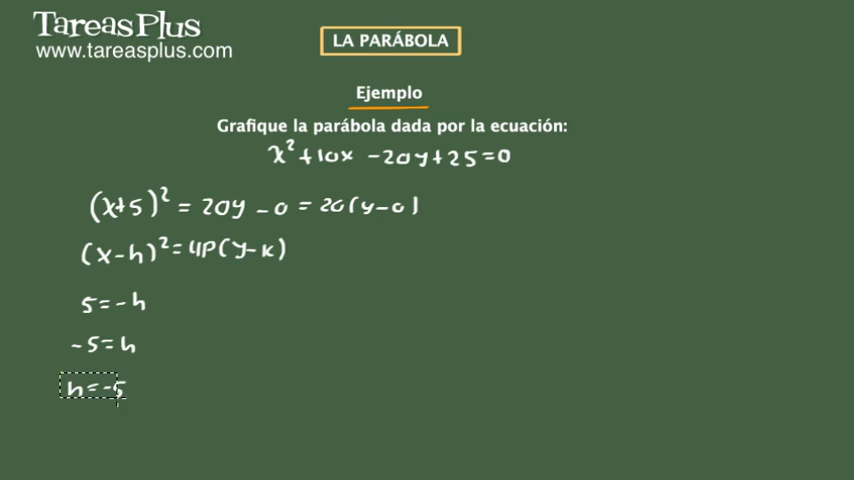 TareasPlus
www.tareasplus.com
LA PARÁBOLA
Ejemplo
Grafique la parábola dada por la ecuación:
x²+10x -20y+25=0
(x+5)² = 20y -0 = 20(y-0)
(x-h)²=4P(y-k)
5=-h
-5=h
h=-5